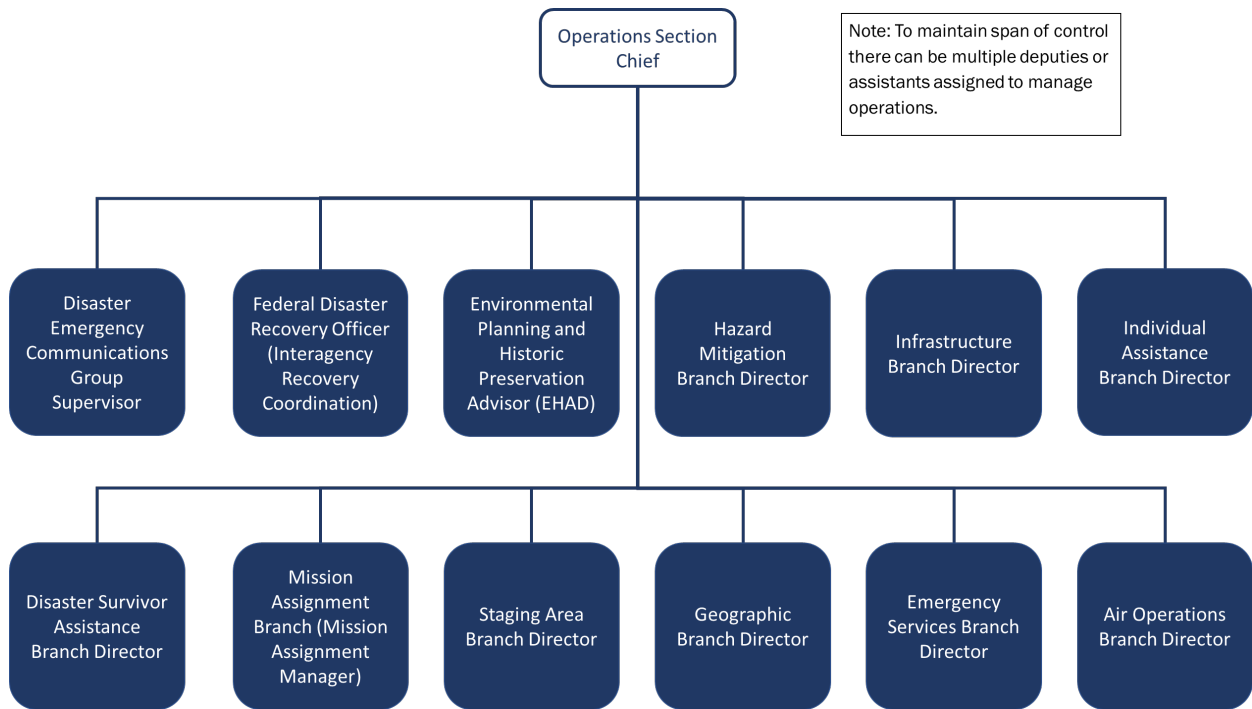 Operations Section
Chief
Note: To maintain span of control
there can be multiple deputies or
assistants assigned to manage
operations.
Disaster
Emergency
Communications
Group
Supervisor
Federal Disaster
Recovery Officer
(Interagency
Recovery
Coordination)
Environmental
Planning and
Historic
Preservation
Advisor (EHAD)
Hazard
Mitigation
Branch Director
Infrastructure
Branch Director
Individual
Assistance
Branch Director
Disaster Survivor
Assistance
Branch Director
Mission
Assignment
Branch (Mission
Assignment
Manager)
Staging Area
Branch Director
Geographic
Branch Director
Emergency
Services Branch
Director
Air Operations
Branch Director